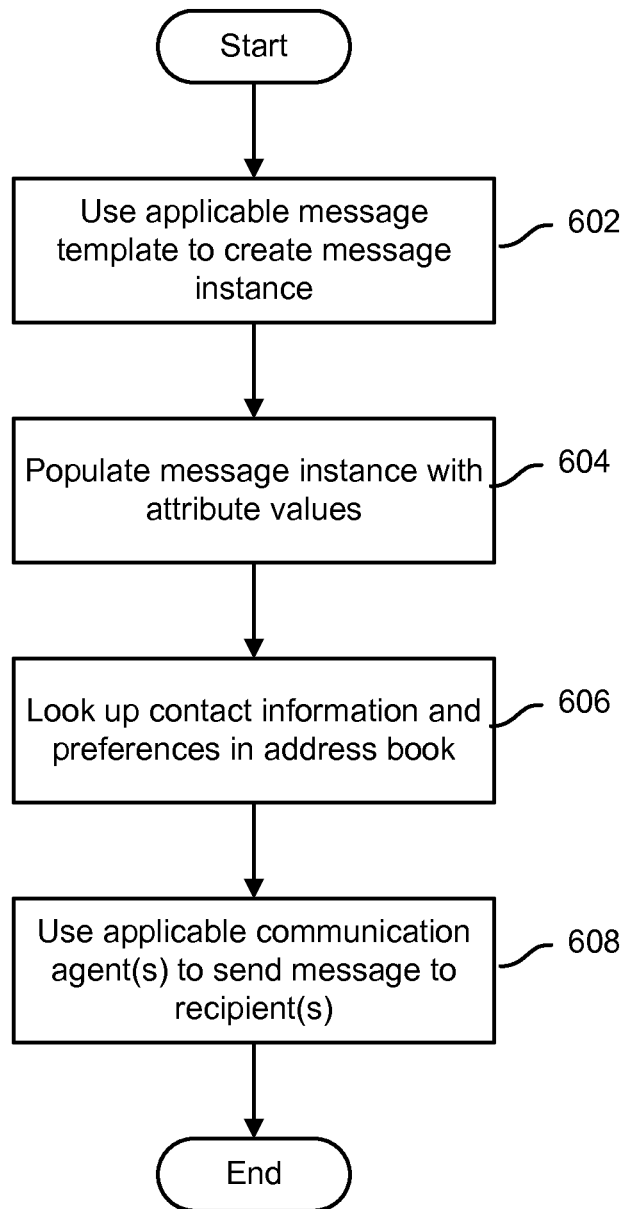 Start
Use applicable message
template to create message
instance
602
Populate message instance with
attribute values
604
Look up contact information and
preferences in address book
606
Use applicable communication
agent(s) to send message to
recipient(s)
608
End